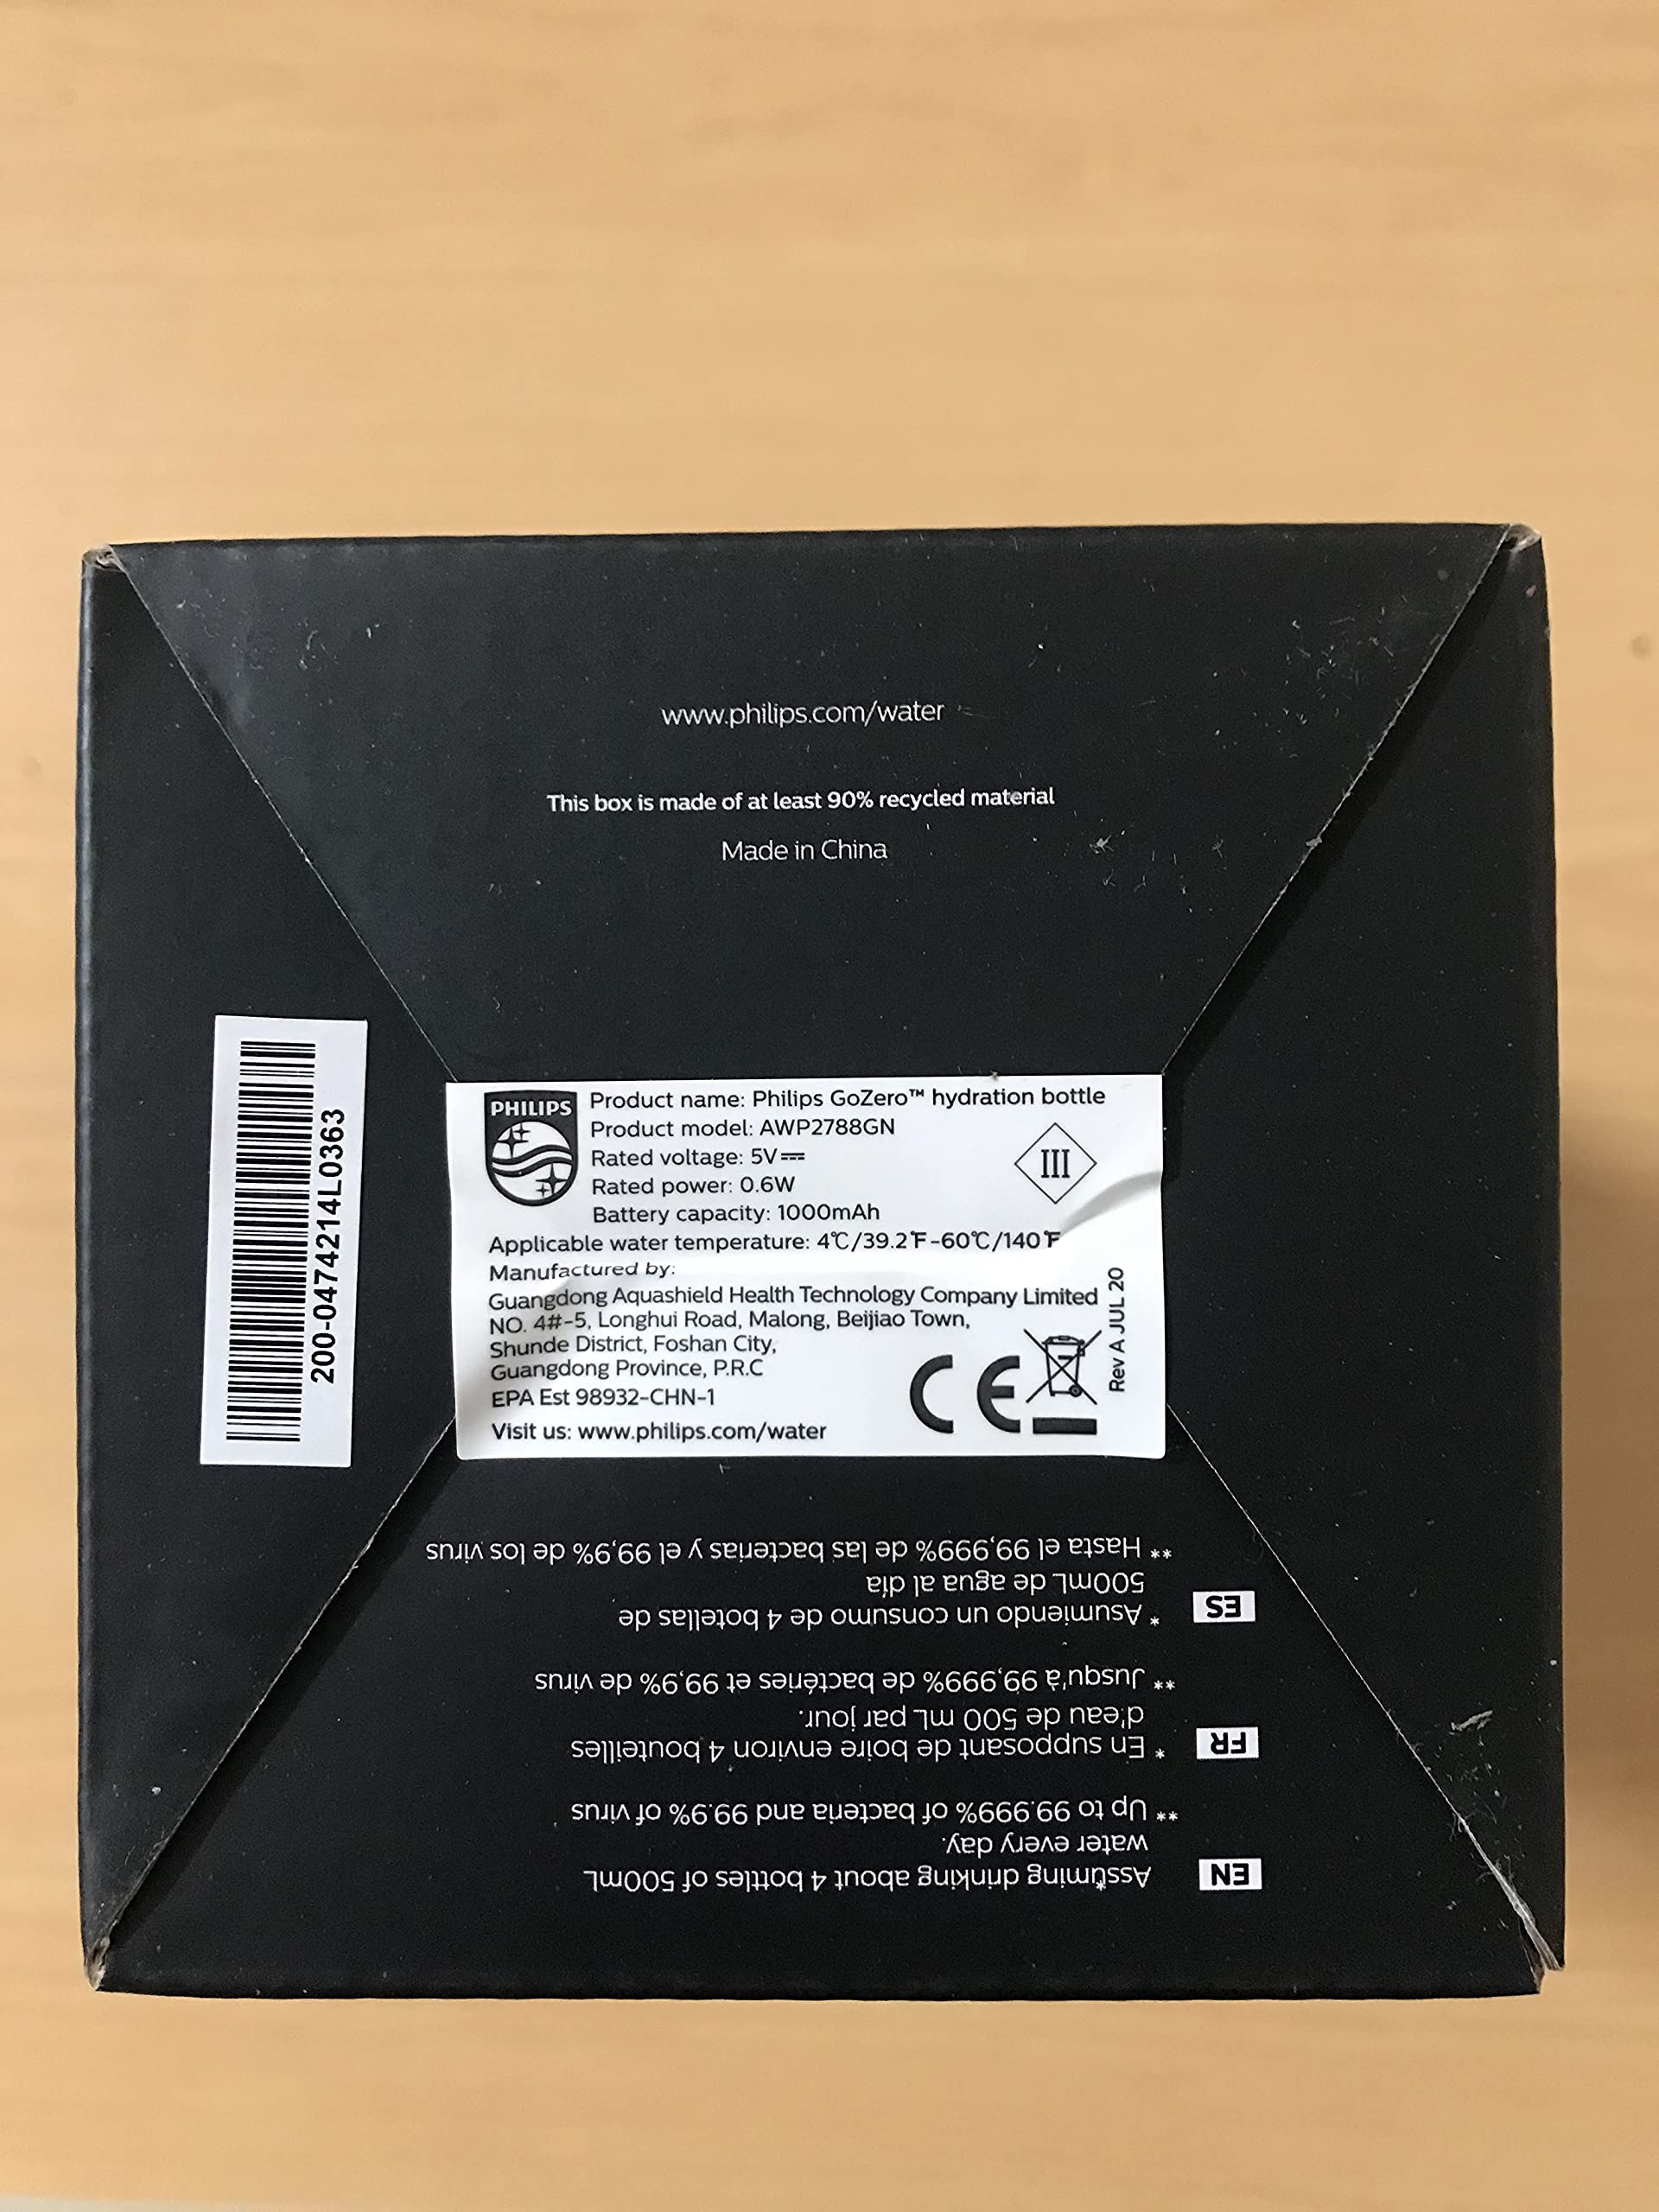 www.philips.com/water
This box is made of at least 90% recycled material
Made in China
200-0474214L0363
PHILIPS
Product name: Philips GoZero™ hydration bottle
Product model: AWP2788GN
Rated voltage: 5V⎓
Rated power: 0.6W
Battery capacity: 1000mAh
III
Applicable water temperature: 4℃/39.2℉-60℃/140℉
Manufactured by:
Guangdong Aquashield Health Technology Company Limited
NO. 4#-5, Longhui Road, Malong, Beijiao Town,
Shunde District, Foshan City,
Guangdong Province, P.R.C
EPA Est 98932-CHN-1
Visit us: www.philips.com/water
CE
Rev A JUL 20
EN
* Assuming drinking about 4 bottles of 500mL
water every day.
** Up to 99.999% of bacteria and 99.9% of virus
FR
* En supposant de boire environ 4 bouteilles
d'eau de 500 mL par jour.
** Jusqu'à 99,999% de bactéries et 99,9% de virus
ES
* Asumiendo un consumo de 4 botellas de
500mL de agua al día
** Hasta el 99,999% de las bacterias y el 99,9% de los virus